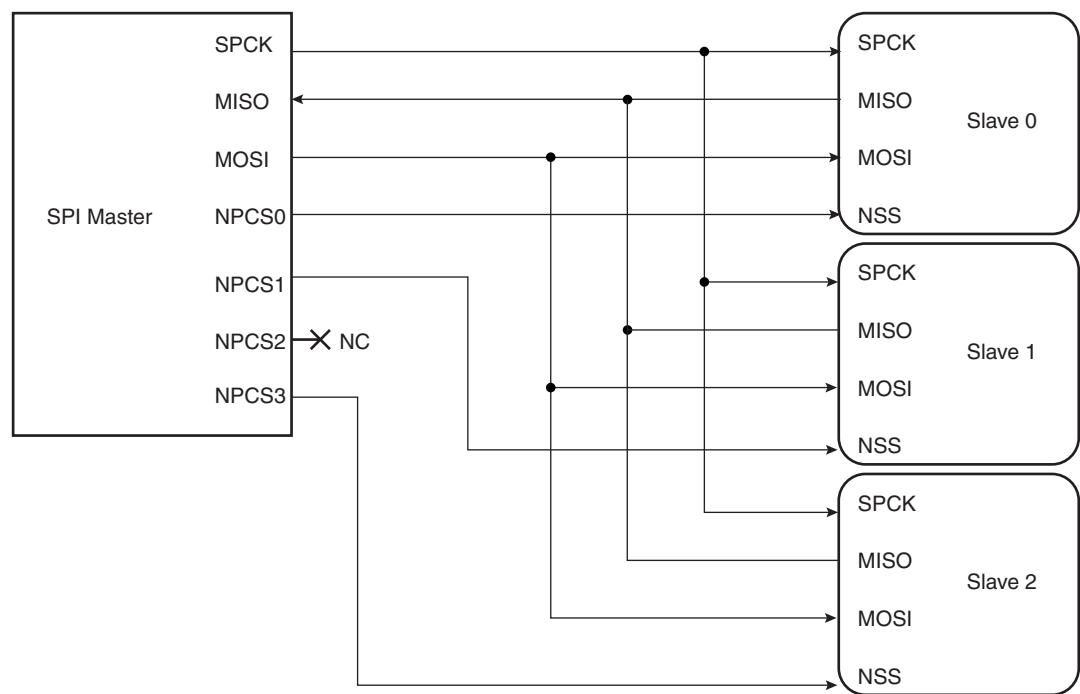 SPI Master
SPCK
MISO
MOSI
NPCS0
NPCS1
NPCS2
NC
NPCS3
SPCK
MISO
Slave 0
MOSI
NSS
SPCK
MISO
Slave 1
MOSI
NSS
SPCK
MISO
Slave 2
MOSI
NSS